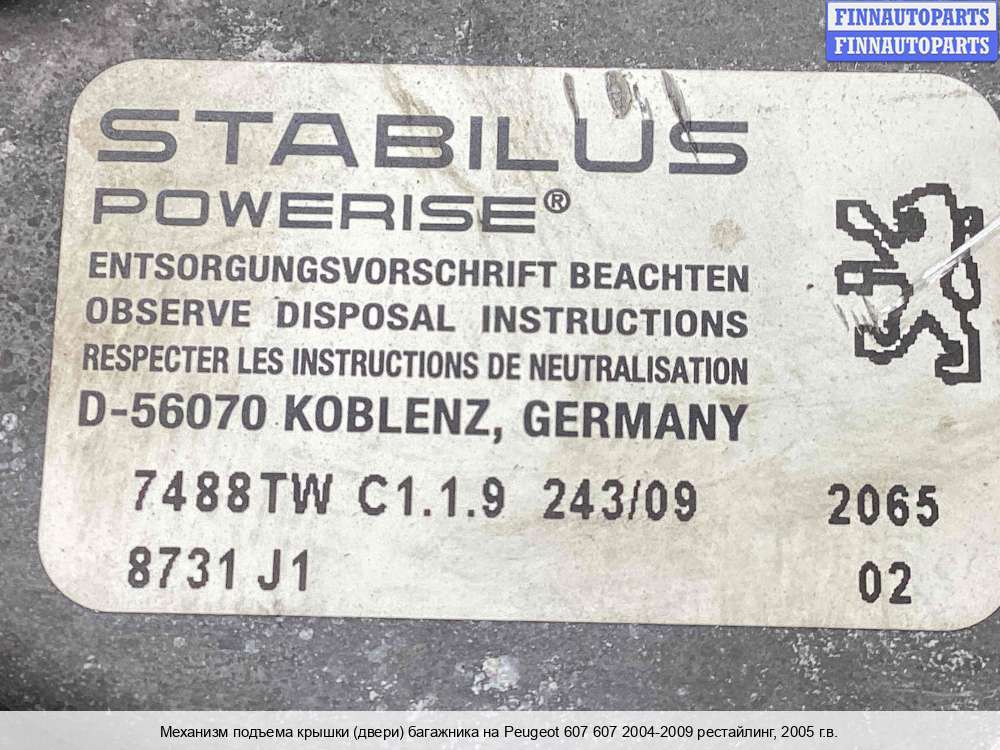 FINNAUTOPARTS
FINNAUTOPARTS
STABILUS
POWERISE®
ENTSORGUNGSVORSCHRIFT BEACHTEN
OBSERVE DISPOSAL INSTRUCTIONS
RESPECTER LES INSTRUCTIONS DE NEUTRALISATION
D-56070 KOBLENZ, GERMANY
7488TW C1.1.9 243/09 2065
8731 J1 02
Механизм подъема крышки (двери) багажника на Peugeot 607 607 2004-2009 рестайлинг, 2005 г.в.